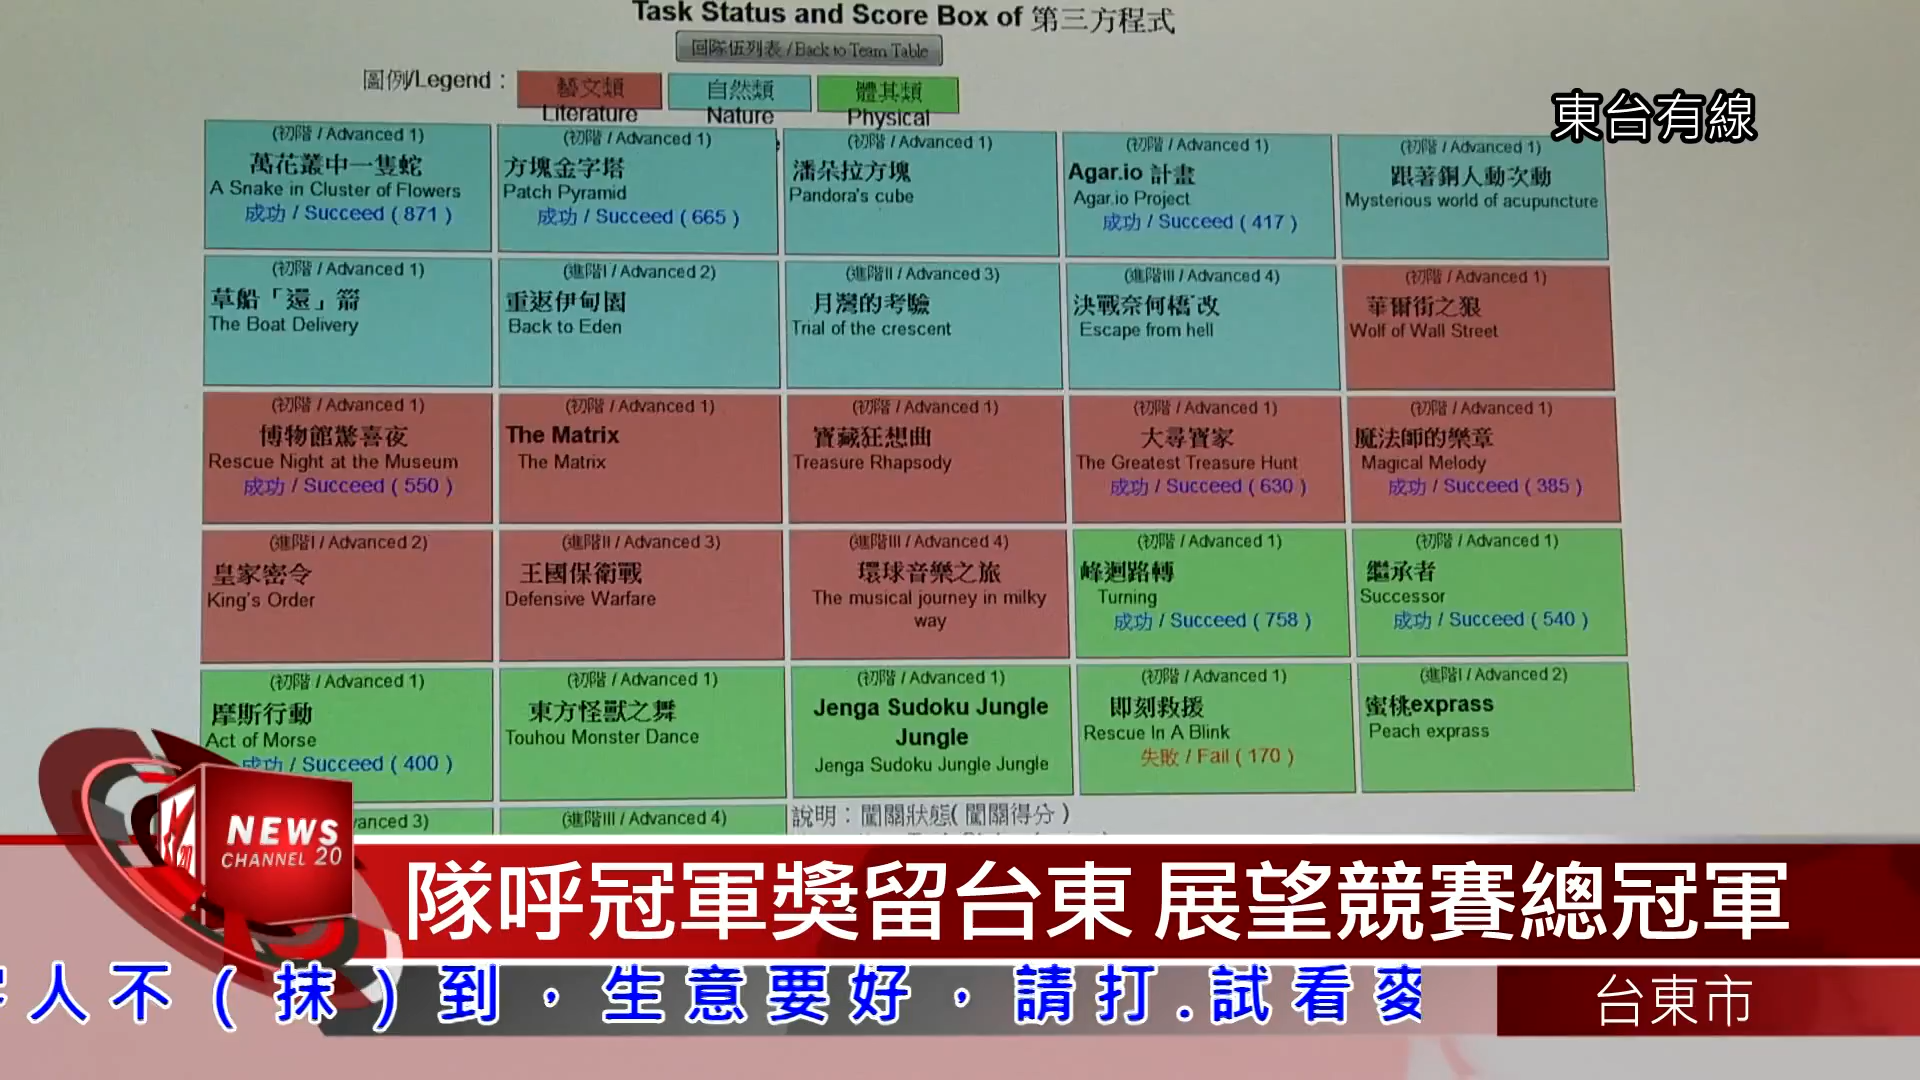 Task Status and Score Box of 第三方程式
回隊伍列表 / Back to Team Table
圖例/Legend：
藝文類
Literature
自然類
Nature
體其類
Physical
東台有線
(初階 / Advanced 1)
萬花叢中一隻蛇
A Snake in Cluster of Flowers
成功 / Succeed ( 871 )
(初階 / Advanced 1)
方塊金字塔
Patch Pyramid
成功 / Succeed ( 665 )
(初階 / Advanced 1)
潘朵拉方塊
Pandora's cube
(初階 / Advanced 1)
Agar.io 計畫
Agar.io Project
成功 / Succeed ( 417 )
(初階 / Advanced 1)
跟著銅人動次動
Mysterious world of acupuncture
(初階 / Advanced 1)
草船「還」箭
The Boat Delivery
(進階I / Advanced 2)
重返伊甸園
Back to Eden
(進階II / Advanced 3)
月灣的考驗
Trial of the crescent
(進階III / Advanced 4)
決戰奈何橋 改
Escape from hell
(初階 / Advanced 1)
華爾街之狼
Wolf of Wall Street
(初階 / Advanced 1)
博物館驚喜夜
Rescue Night at the Museum
成功 / Succeed ( 550 )
(初階 / Advanced 1)
The Matrix
The Matrix
(初階 / Advanced 1)
寶藏狂想曲
Treasure Rhapsody
(初階 / Advanced 1)
大尋寶家
The Greatest Treasure Hunt
成功 / Succeed ( 630 )
(初階 / Advanced 1)
魔法師的樂章
Magical Melody
成功 / Succeed ( 385 )
(進階I / Advanced 2)
皇家密令
King's Order
(進階II / Advanced 3)
王國保衛戰
Defensive Warfare
(進階III / Advanced 4)
環球音樂之旅
The musical journey in milky
way
(初階 / Advanced 1)
峰迴路轉
Turning
成功 / Succeed ( 758 )
(初階 / Advanced 1)
繼承者
Successor
成功 / Succeed ( 540 )
(初階 / Advanced 1)
摩斯行動
Act of Morse
成功 / Succeed ( 400 )
(初階 / Advanced 1)
東方怪獸之舞
Touhou Monster Dance
(初階 / Advanced 1)
Jenga Sudoku Jungle
Jungle
Jenga Sudoku Jungle Jungle
(初階 / Advanced 1)
即刻救援
Rescue In A Blink
失敗 / Fail ( 170 )
(進階I / Advanced 2)
蜜桃exprass
Peach exprass
vanced 3)
(進階III / Advanced 4)
說明：闖關狀態( 闖關得分 )
NEWS
CHANNEL 20
隊呼冠軍獎留台東 展望競賽總冠軍
人不(抹)到，生意要好，請打.試看麥
台東市